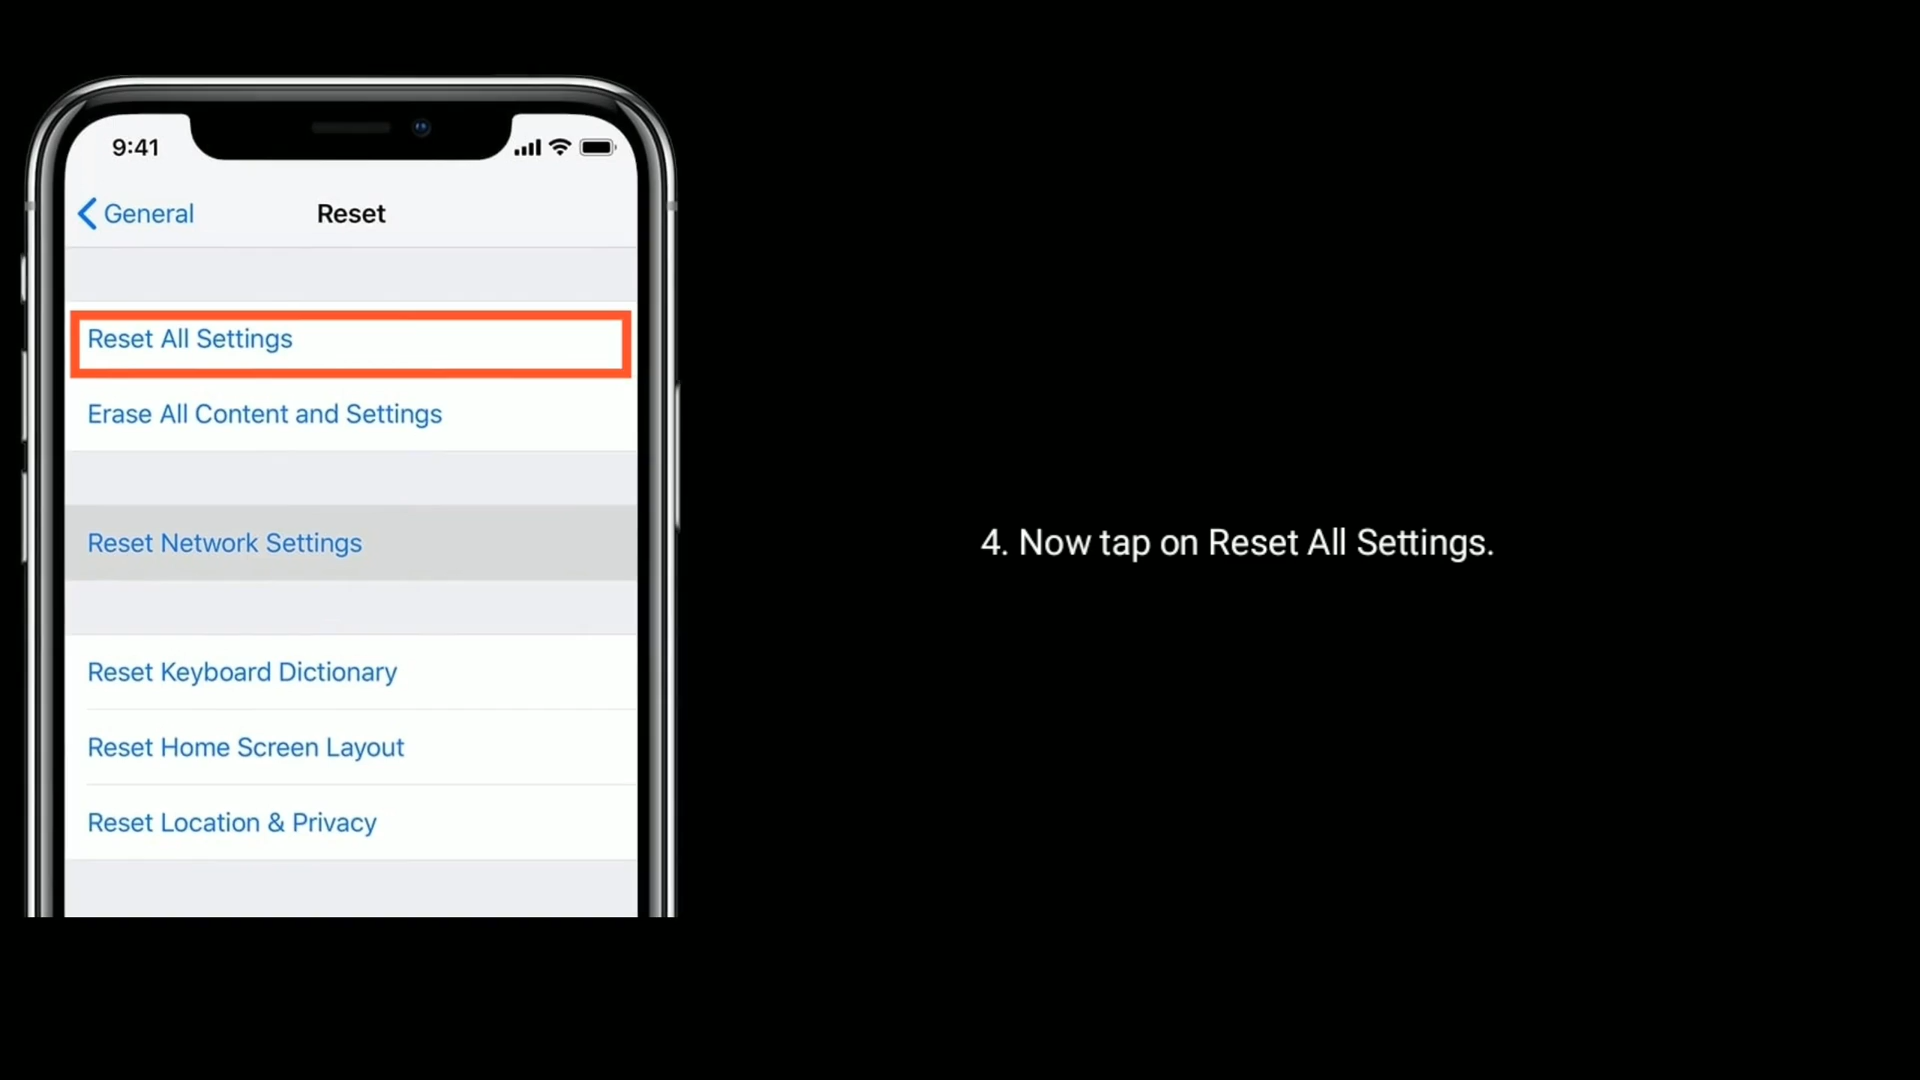 9:41
General
Reset
Reset All Settings
Erase All Content and Settings
Reset Network Settings
Reset Keyboard Dictionary
Reset Home Screen Layout
Reset Location & Privacy
4. Now tap on Reset All Settings.